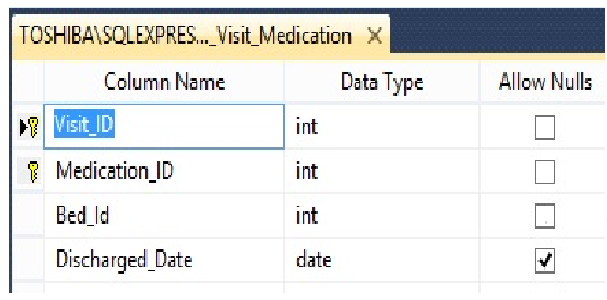 TOSHIBA\SQLEXPRES..._Visit_Medication
Column Name Data Type Allow Nulls
Visit_ID int
Medication_ID int
Bed_Id int
Discharged_Date date